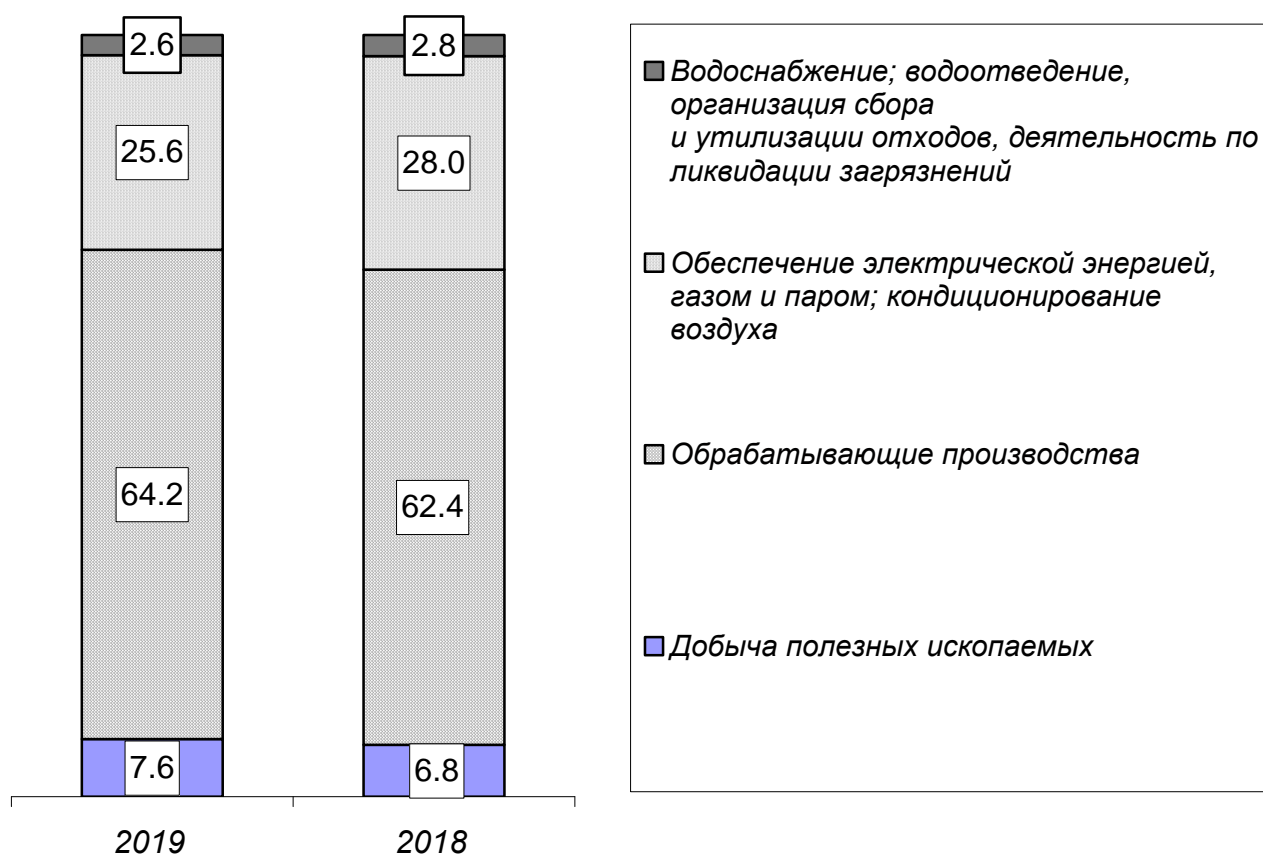 2.6
25.6
64.2
7.6
2019
2.8
28.0
62.4
6.8
2018
Водоснабжение; водоотведение,
организация сбора
и утилизации отходов, деятельность по
ликвидации загрязнений
Обеспечение электрической энергией,
газом и паром; кондиционирование
воздуха
Обрабатывающие производства
Добыча полезных ископаемых